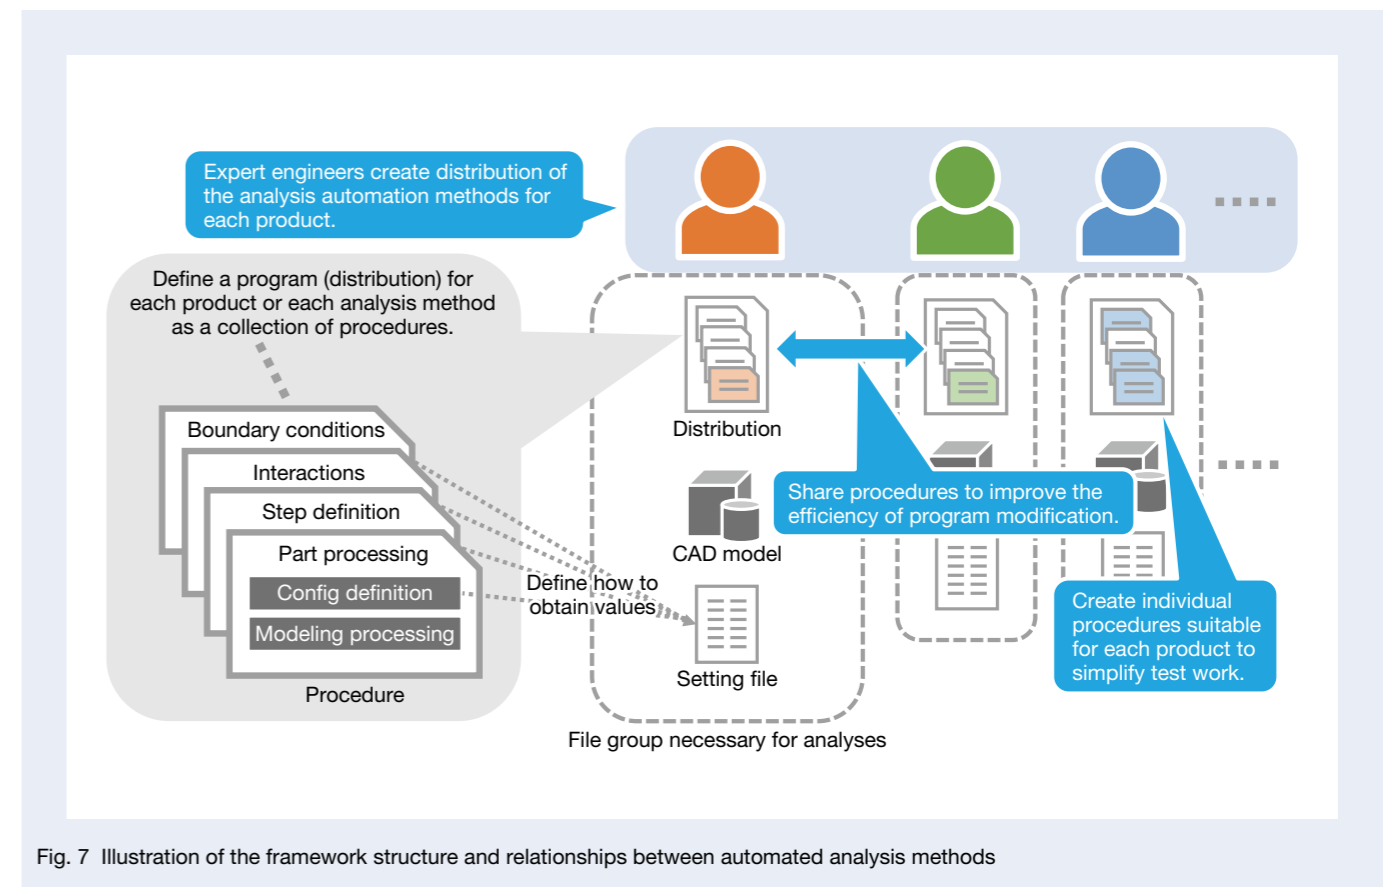 Expert engineers create distribution of
the analysis automation methods for
each product.
Define a program (distribution) for
each product or each analysis method
as a collection of procedures.
Boundary conditions
Interactions
Step definition
Part processing
Config definition
Modeling processing
Procedure
Define how to
obtain values
Distribution
CAD model
Setting file
File group necessary for analyses
Share procedures to improve the
efficiency of program modification.
Create individual
procedures suitable
for each product to
simplify test work.
Fig. 7 Illustration of the framework structure and relationships between automated analysis methods